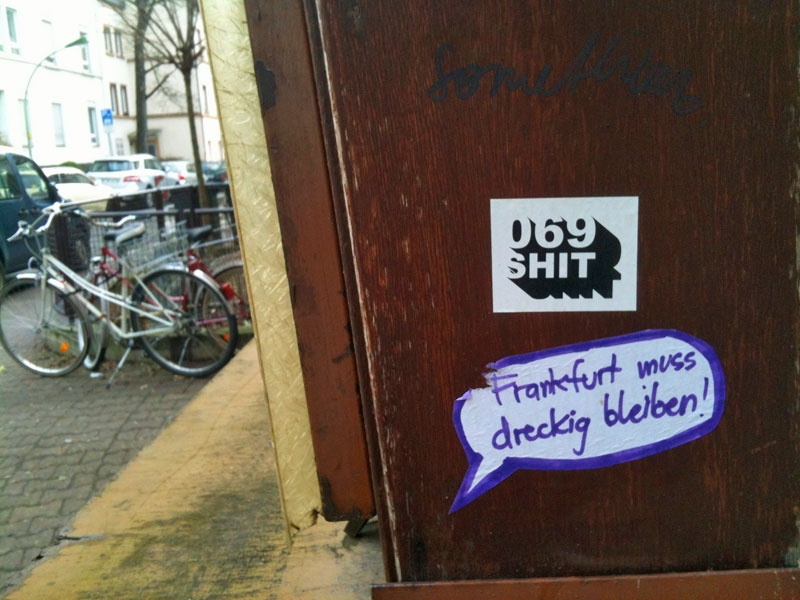 069
SHIT
Frankfurt muss
dreckig bleiben!